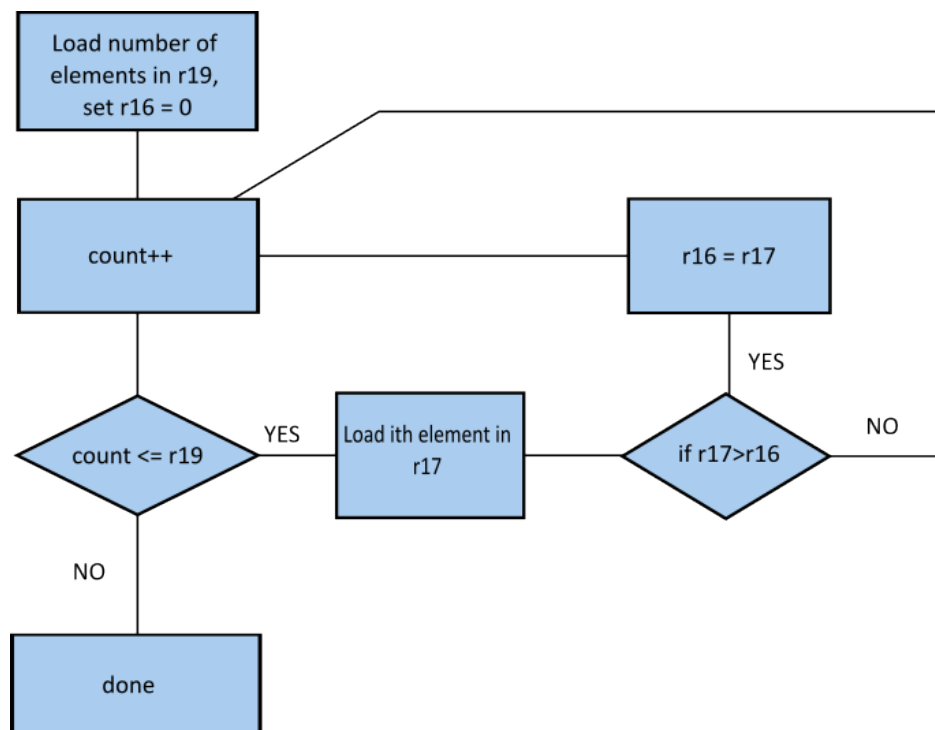 Load number of
elements in r19,
set r16 = 0
count++
r16 = r17
YES
count <= r19
YES
Load ith element in
r17
if r17>r16
NO
NO
done